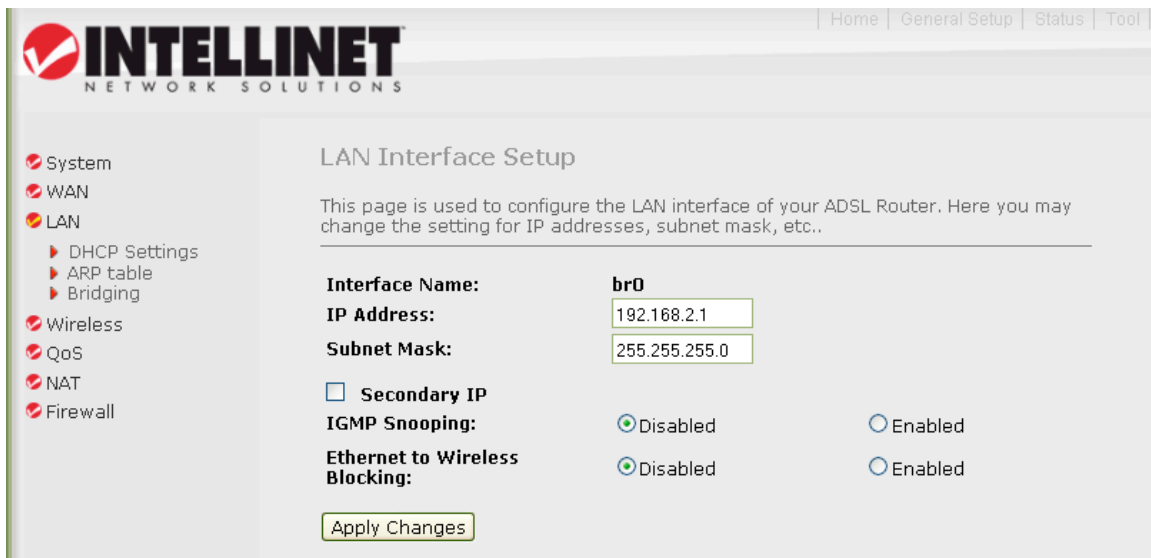 Home | General Setup | Status | Tool |
INTELLINET
NETWORK SOLUTIONS
System
WAN
LAN
DHCP Settings
ARP table
Bridging
Wireless
QoS
NAT
Firewall
LAN Interface Setup
This page is used to configure the LAN interface of your ADSL Router. Here you may
change the setting for IP addresses, subnet mask, etc..
Interface Name: br0
IP Address: 192.168.2.1
Subnet Mask: 255.255.255.0
Secondary IP
IGMP Snooping: Disabled Enabled
Ethernet to Wireless
Blocking: Disabled Enabled
Apply Changes